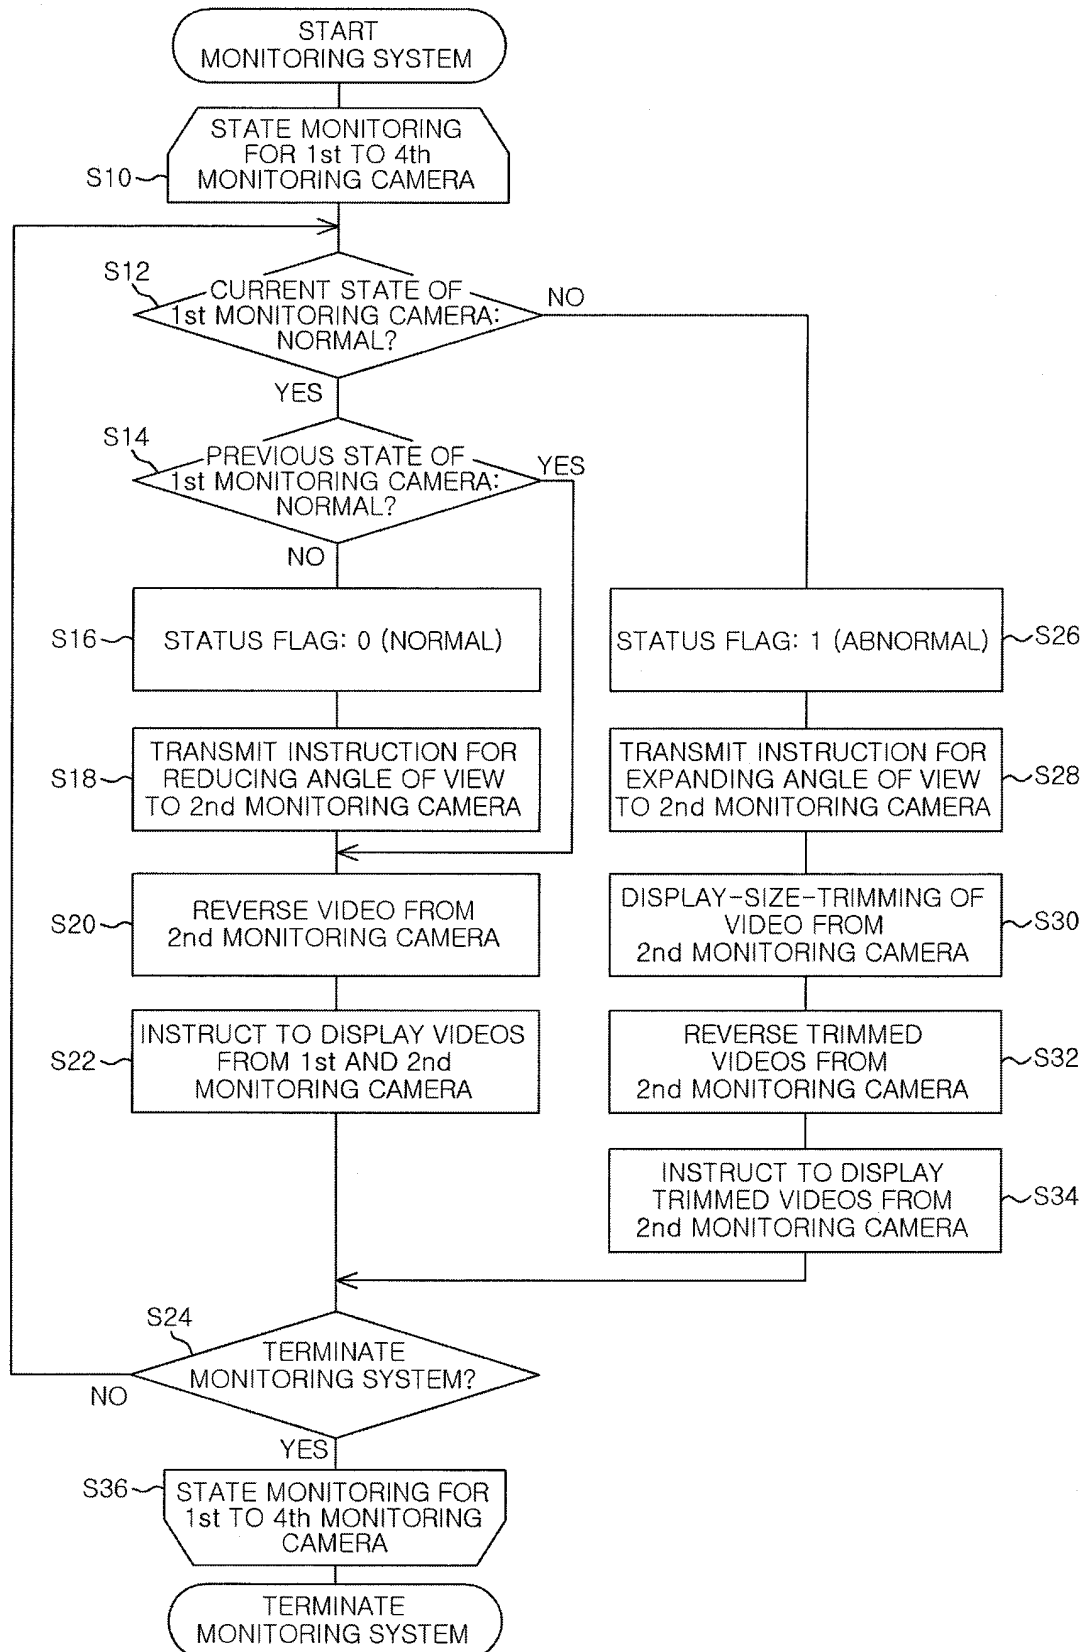 START
MONITORING SYSTEM
STATE MONITORING
FOR 1st TO 4th
MONITORING CAMERA
S10
S12
CURRENT STATE OF
1st MONITORING CAMERA:
NORMAL?
NO
YES
S14
PREVIOUS STATE OF
1st MONITORING CAMERA:
NORMAL?
YES
NO
S16
STATUS FLAG: 0 (NORMAL)
STATUS FLAG: 1 (ABNORMAL)
S26
S18
TRANSMIT INSTRUCTION FOR
REDUCING ANGLE OF VIEW
TO 2nd MONITORING CAMERA
TRANSMIT INSTRUCTION FOR
EXPANDING ANGLE OF VIEW
TO 2nd MONITORING CAMERA
S28
S20
REVERSE VIDEO FROM
2nd MONITORING CAMERA
DISPLAY-SIZE-TRIMMING OF
VIDEO FROM
2nd MONITORING CAMERA
S30
S22
INSTRUCT TO DISPLAY VIDEOS
FROM 1st AND 2nd
MONITORING CAMERA
REVERSE TRIMMED
VIDEOS FROM
2nd MONITORING CAMERA
S32
INSTRUCT TO DISPLAY
TRIMMED VIDEOS FROM
2nd MONITORING CAMERA
S34
S24
TERMINATE
MONITORING SYSTEM?
NO
YES
S36
STATE MONITORING FOR
1st TO 4th MONITORING
CAMERA
TERMINATE
MONITORING SYSTEM